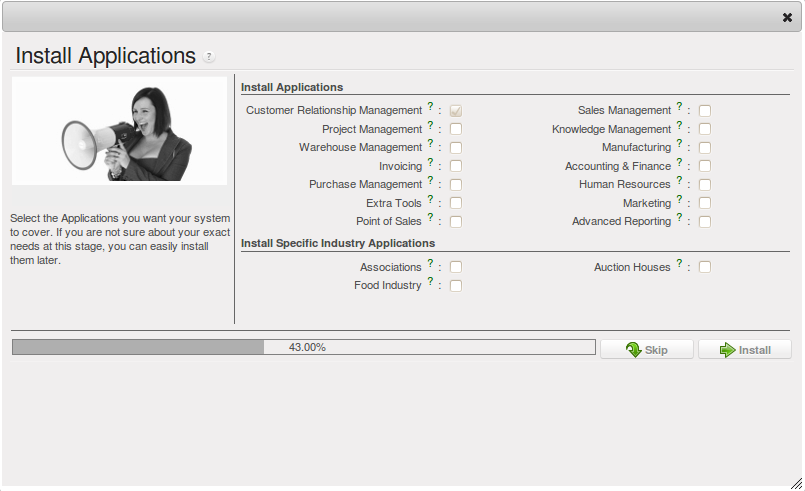 Install Applications ?
Install Applications
Customer Relationship Management ? : Sales Management ? :
Project Management ? : Knowledge Management ? :
Warehouse Management ? : Manufacturing ? :
Invoicing ? : Accounting & Finance ? :
Purchase Management ? : Human Resources ? :
Extra Tools ? : Marketing ? :
Point of Sales ? : Advanced Reporting ? :
Select the Applications you want your system
to cover. If you are not sure about your exact
needs at this stage, you can easily install
them later.
Install Specific Industry Applications
Associations ? : Auction Houses ? :
Food Industry ? :
43.00% Skip Install